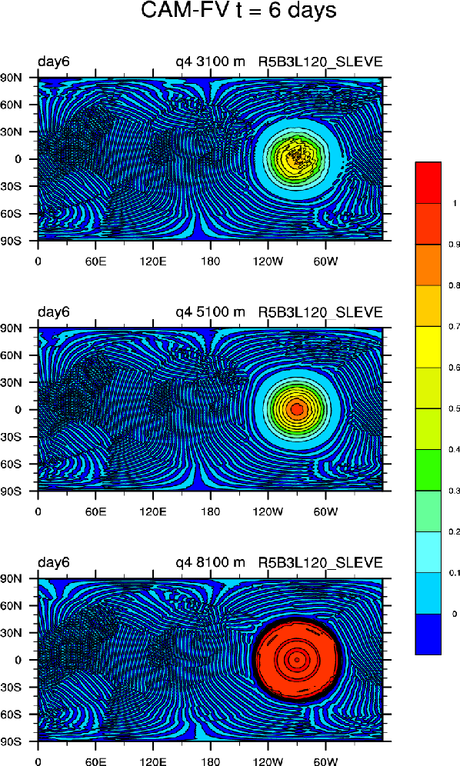 CAM-FV t = 6 days
day6 q4 3100 m R5B3L120_SLEVE
90N
60N
30N
0
30S
60S
90S
0 60E 120E 180E 120W 60W
day6 q4 5100 m R5B3L120_SLEVE
90N
60N
30N
0
30S
60S
90S
0 60E 120E 180E 120W 60W
day6 q4 8100 m R5B3L120_SLEVE
90N
60N
30N
0
30S
60S
90S
0 60E 120E 180E 120W 60W
1
0.9
0.8
0.7
0.6
0.5
0.4
0.3
0.2
0.1
0